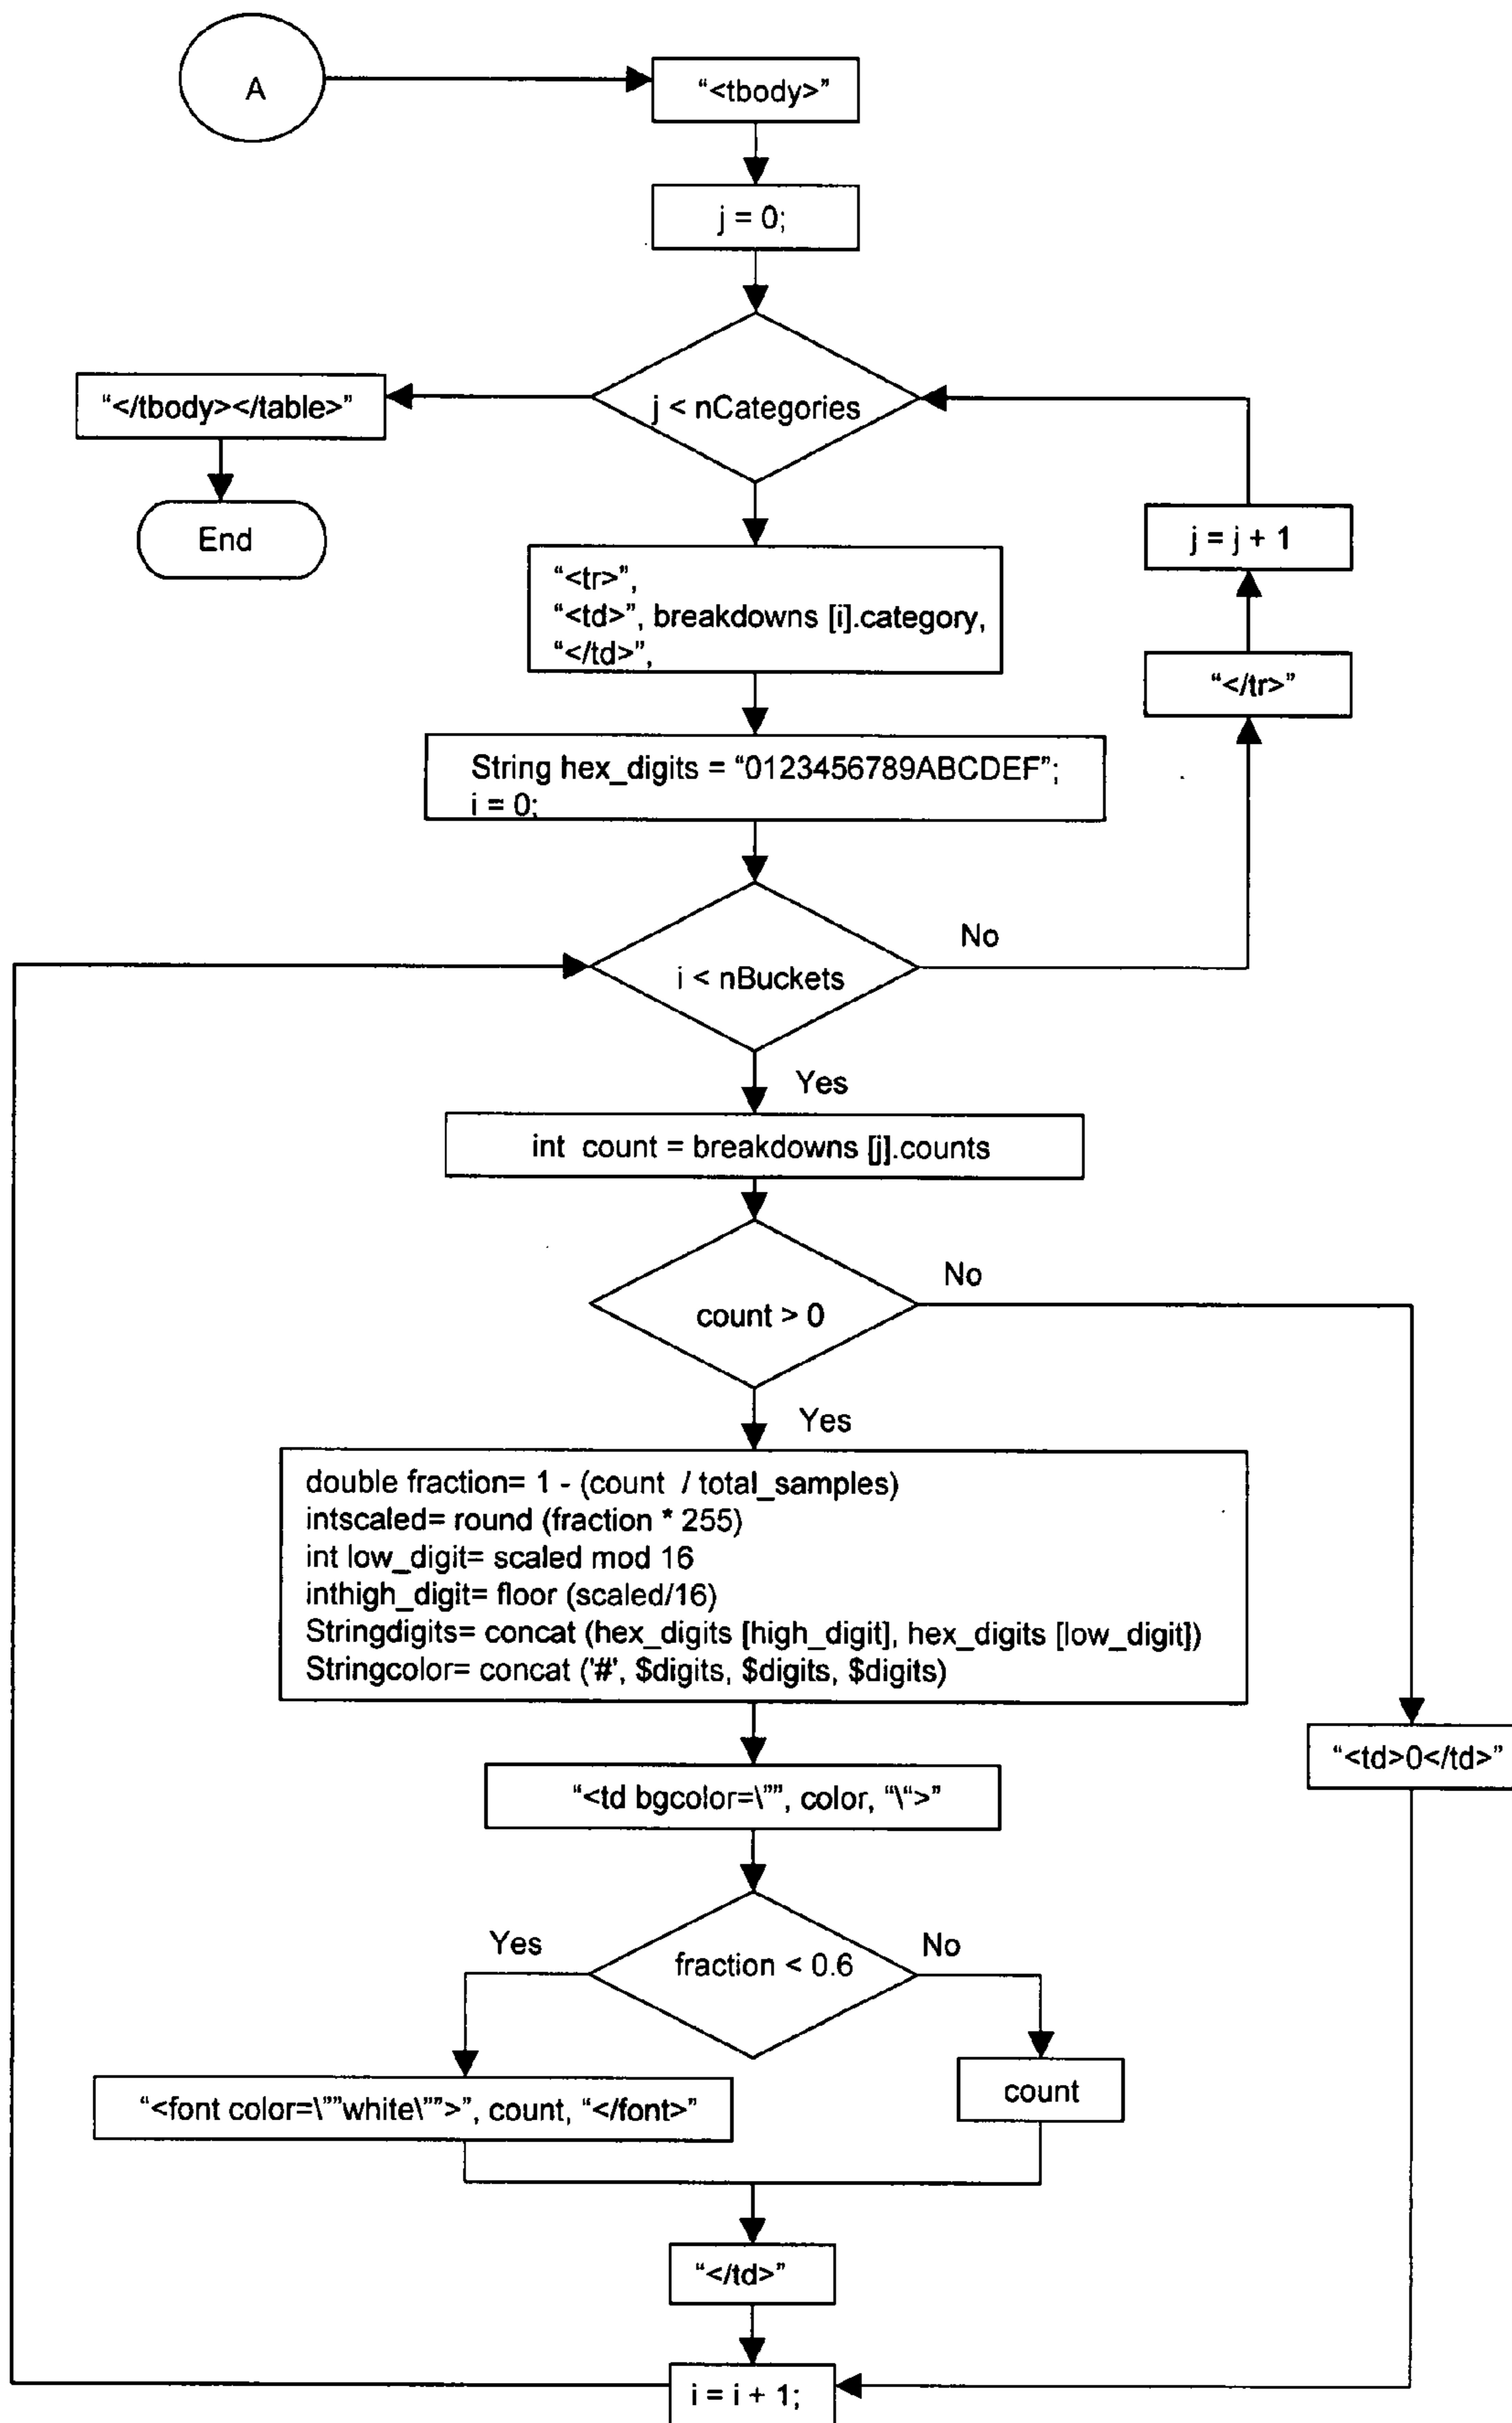 A
“<tbody>”
j = 0;
j < nCategories
“</tbody></table>”
End
“<tr>”,
“<td>”, breakdowns [i].category,
“</td>”,
j = j + 1
“</tr>”
String hex_digits = “0123456789ABCDEF”;
i = 0;
i < nBuckets
No
Yes
int count = breakdowns [j].counts
count > 0
No
Yes
double fraction= 1 - (count / total_samples)
intscaled= round (fraction * 255)
int low_digit= scaled mod 16
inthigh_digit= floor (scaled/16)
Stringdigits= concat (hex_digits [high_digit], hex_digits [low_digit])
Stringcolor= concat ('#', $digits, $digits, $digits)
“<td>0</td>”
“<td bgcolor=\””, color, “\“>”
fraction < 0.6
Yes
No
“<font color=\””white\””>”, count, “</font>”
count
“</td>”
i = i + 1;